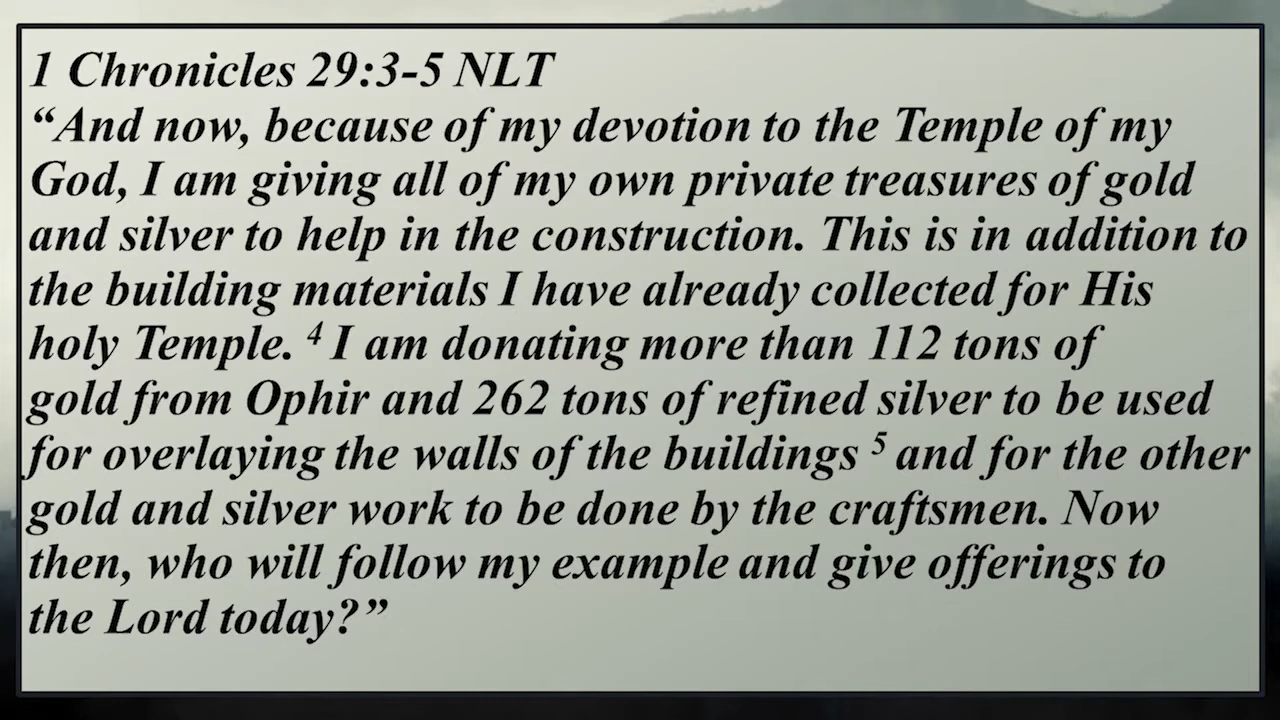 1 Chronicles 29:3-5 NLT
“And now, because of my devotion to the Temple of my
God, I am giving all of my own private treasures of gold
and silver to help in the construction. This is in addition to
the building materials I have already collected for His
holy Temple. ⁴ I am donating more than 112 tons of
gold from Ophir and 262 tons of refined silver to be used
for overlaying the walls of the buildings ⁵ and for the other
gold and silver work to be done by the craftsmen. Now
then, who will follow my example and give offerings to
the Lord today?”